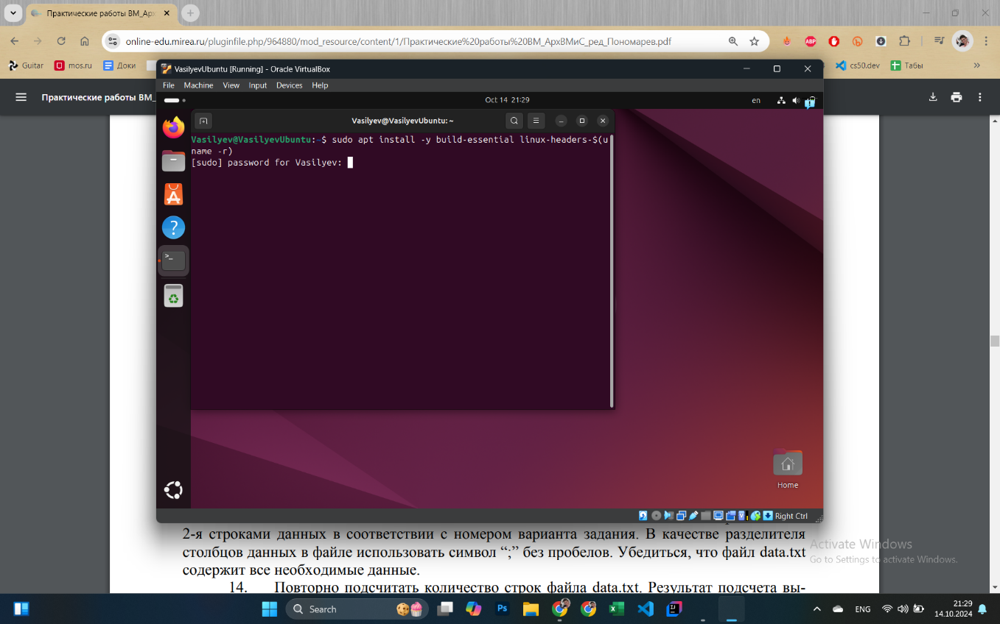 Практические работы ВМ_Арх
online-edu.mirea.ru/pluginfile.php/964880/mod_resource/content/1/Практические%20работы%20ВМ_АрхВМиС_ред_Пономарев.pdf
ABP
Guitar
mos.ru
Доки
cs50.dev
Табы
Практические работы ВМ_
VasilyevUbuntu [Running] - Oracle VirtualBox
File Machine View Input Devices Help
Oct 14 21:29
en
Vasilyev@VasilyevUbuntu: ~
Vasilyev@VasilyevUbuntu:~$ sudo apt install -y build-essential linux-headers-$(u
name -r)
[sudo] password for Vasilyev:
Home
Right Ctrl
2-я строками данных в соответствии с номером варианта задания. В качестве разделителя
столбцов данных в файле использовать символ “;” без пробелов. Убедиться, что файл data.txt
содержит все необходимые данные.
14. Повторно подсчитать количество строк файла data.txt. Результат подсчета вы-
Activate Windows
Go to Settings to activate Windows.
Search
Ps
ENG
21:29
14.10.2024